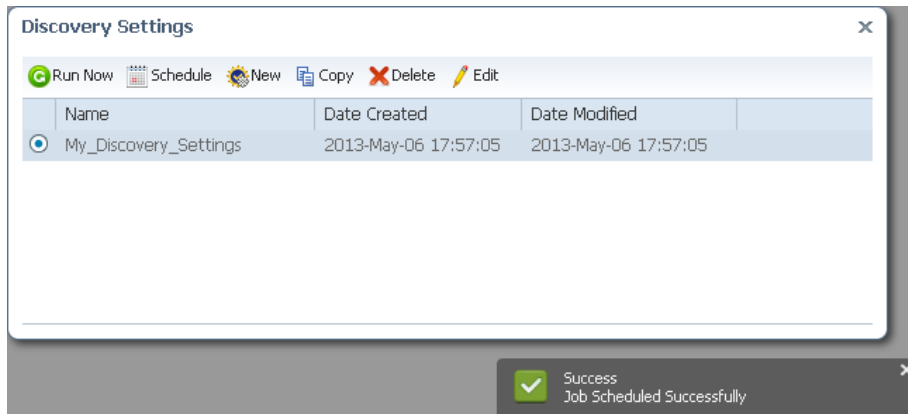 Discovery Settings
Run Now Schedule New Copy Delete Edit
Name Date Created Date Modified
My_Discovery_Settings 2013-May-06 17:57:05 2013-May-06 17:57:05
Success
Job Scheduled Successfully